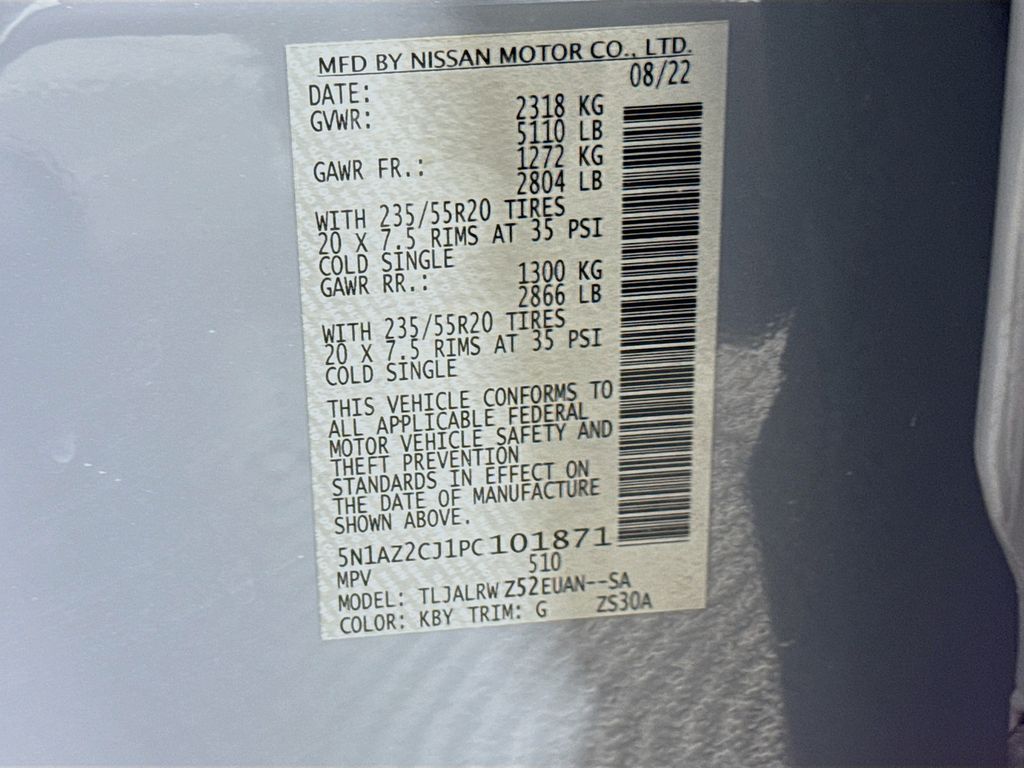 MFD BY NISSAN MOTOR CO., LTD.
DATE: 08/22
GVWR: 2318 KG
5110 LB
GAWR FR.: 1272 KG
2804 LB
WITH 235/55R20 TIRES
20 X 7.5 RIMS AT 35 PSI
COLD SINGLE
GAWR RR.: 1300 KG
2866 LB
WITH 235/55R20 TIRES
20 X 7.5 RIMS AT 35 PSI
COLD SINGLE
THIS VEHICLE CONFORMS TO
ALL APPLICABLE FEDERAL
MOTOR VEHICLE SAFETY AND
THEFT PREVENTION
STANDARDS IN EFFECT ON
THE DATE OF MANUFACTURE
SHOWN ABOVE.
5N1AZ2CJ1PC101871
MPV 510
MODEL: TLJALRW Z52EUAN--SA
COLOR: KBY TRIM: G ZS30A